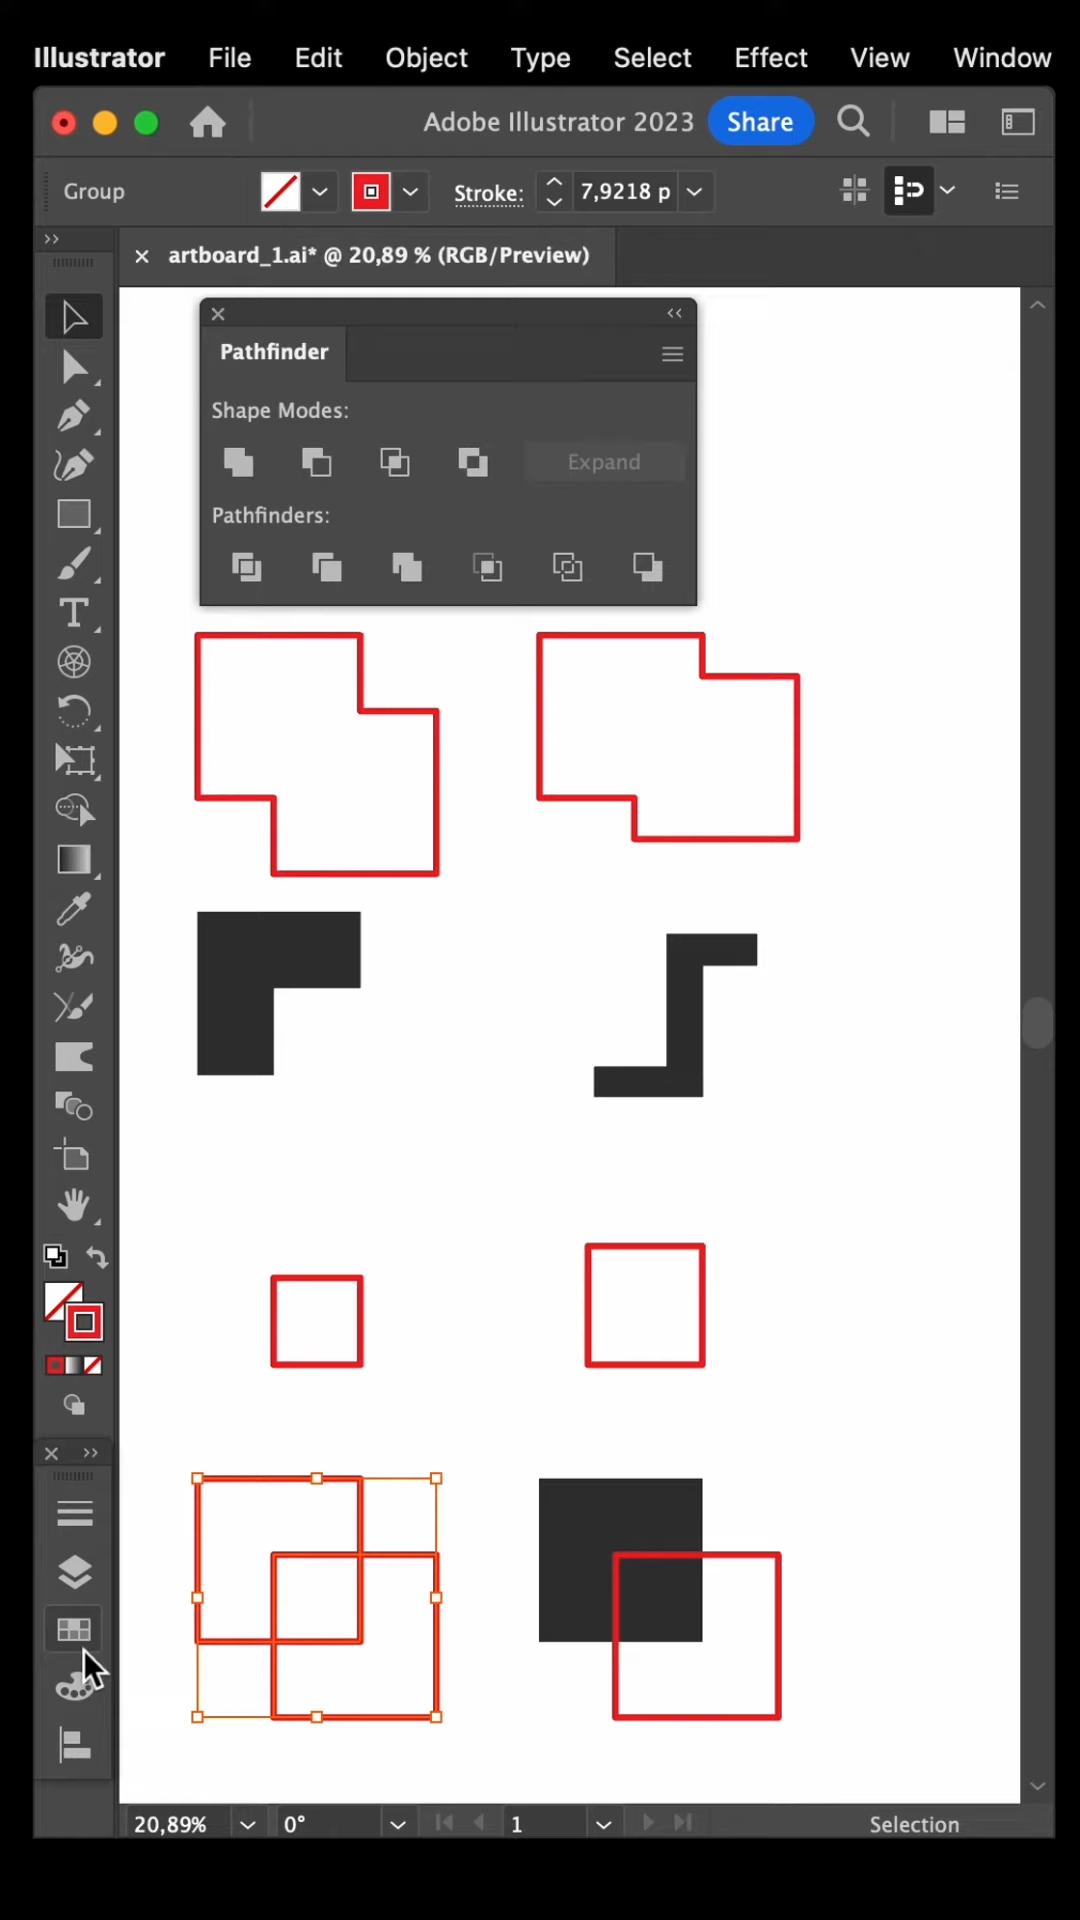 Illustrator File Edit Object Type Select Effect View Window
Adobe Illustrator 2023 Share
Group Stroke: 7,9218 p
artboard_1.ai* @ 20,89 % (RGB/Preview)
Pathfinder
Shape Modes:
Expand
Pathfinders:
20,89% 0° 1 Selection